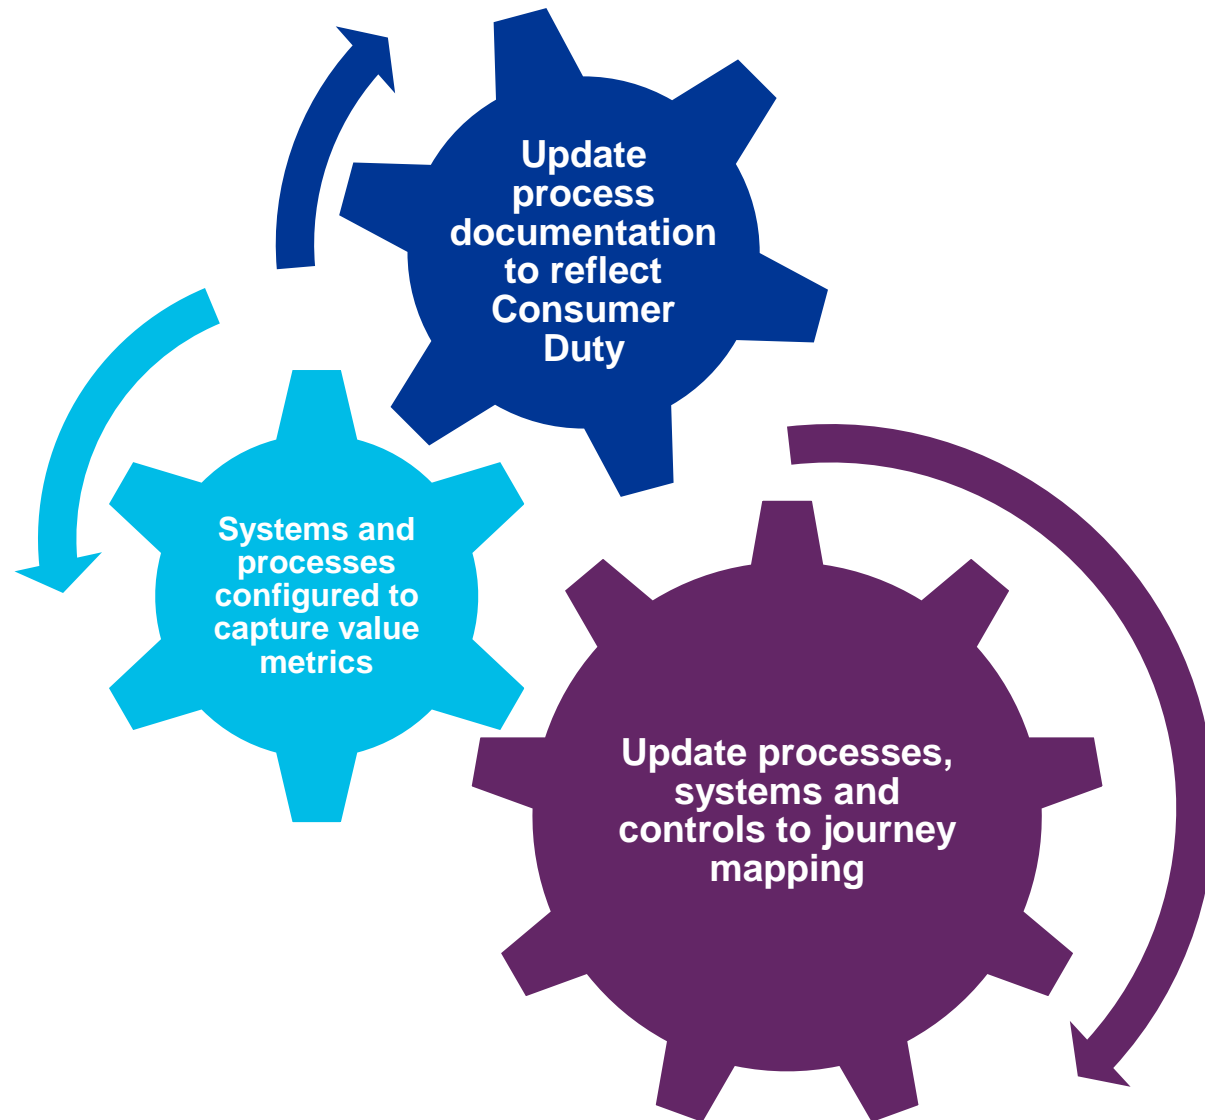 Update
process
documentation
to reflect
Consumer
Duty
Systems and
processes
configured to
capture value
metrics
Update processes,
systems and
controls to journey
mapping